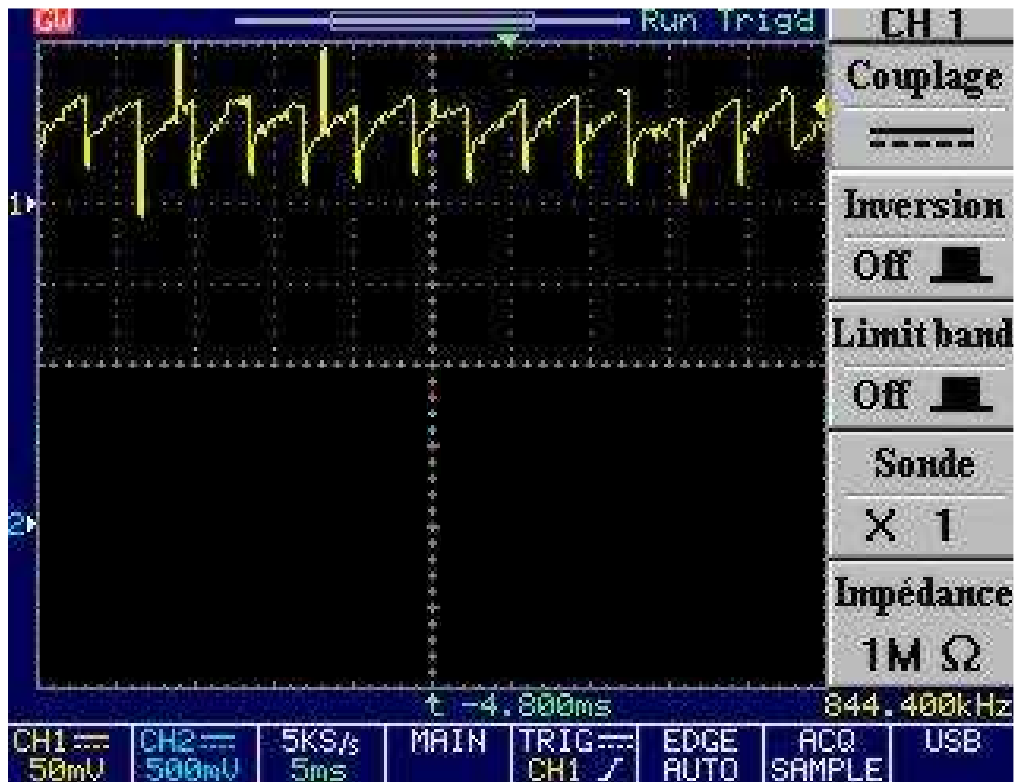 GW Run Trig'd CH 1
Couplage
1
Inversion
Off
Limit band
Off
Sonde
2
X 1
Impédance
1M Ω
t -4.800ms 844.400kHz
CH1 CH2 5KS/s MAIN TRIG EDGE ACQ USB
50mV 500mV 5ms CH1 AUTO SAMPLE